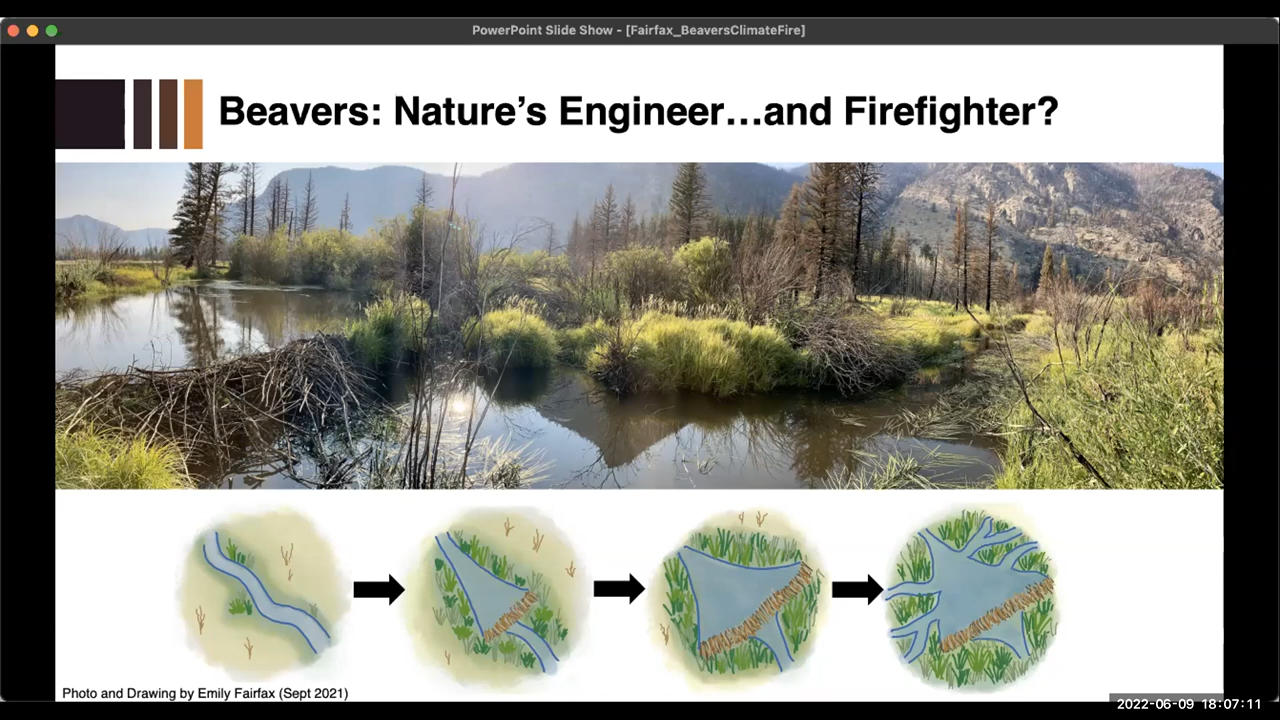 PowerPoint Slide Show - [Fairfax_BeaversClimateFire]
Beavers: Nature's Engineer...and Firefighter?
Photo and Drawing by Emily Fairfax (Sept 2021)
2022-06-09 18:07:11